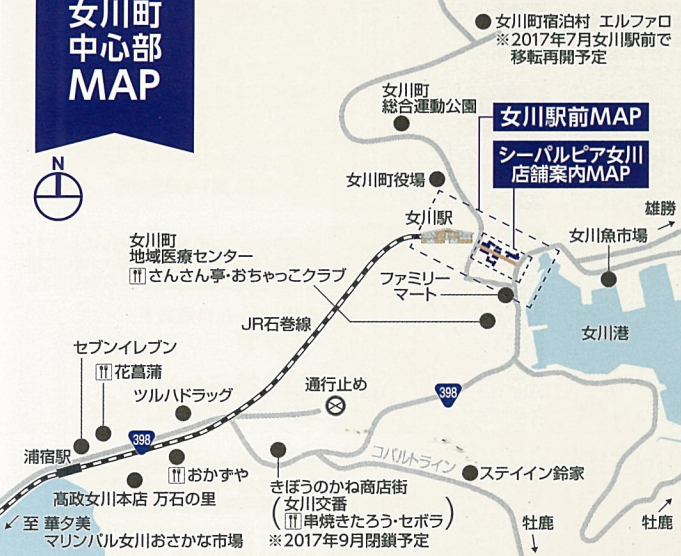 女川町
中心部
MAP
N
女川町宿泊村 エルファロ
※2017年7月女川駅前で
移転再開予定
女川町
総合運動公園
女川駅前MAP
シーパルピア女川
店舗案内MAP
女川町役場
女川駅
雄勝
女川魚市場
女川町
地域医療センター
さんさん亭・おちゃっこクラブ
ファミリー
マート
JR石巻線
女川港
セブンイレブン
花菖蒲
ツルハドラッグ
通行止め
398
398
浦宿駅
おかずや
コバルトライン
ステイイン鈴家
髙政女川本店 万石の里
きぼうのかね商店街
(女川交番
串焼きたろう・セボラ)
※2017年9月閉鎖予定
至 華夕美
マリンパル女川おさかな市場
牡鹿
牡鹿